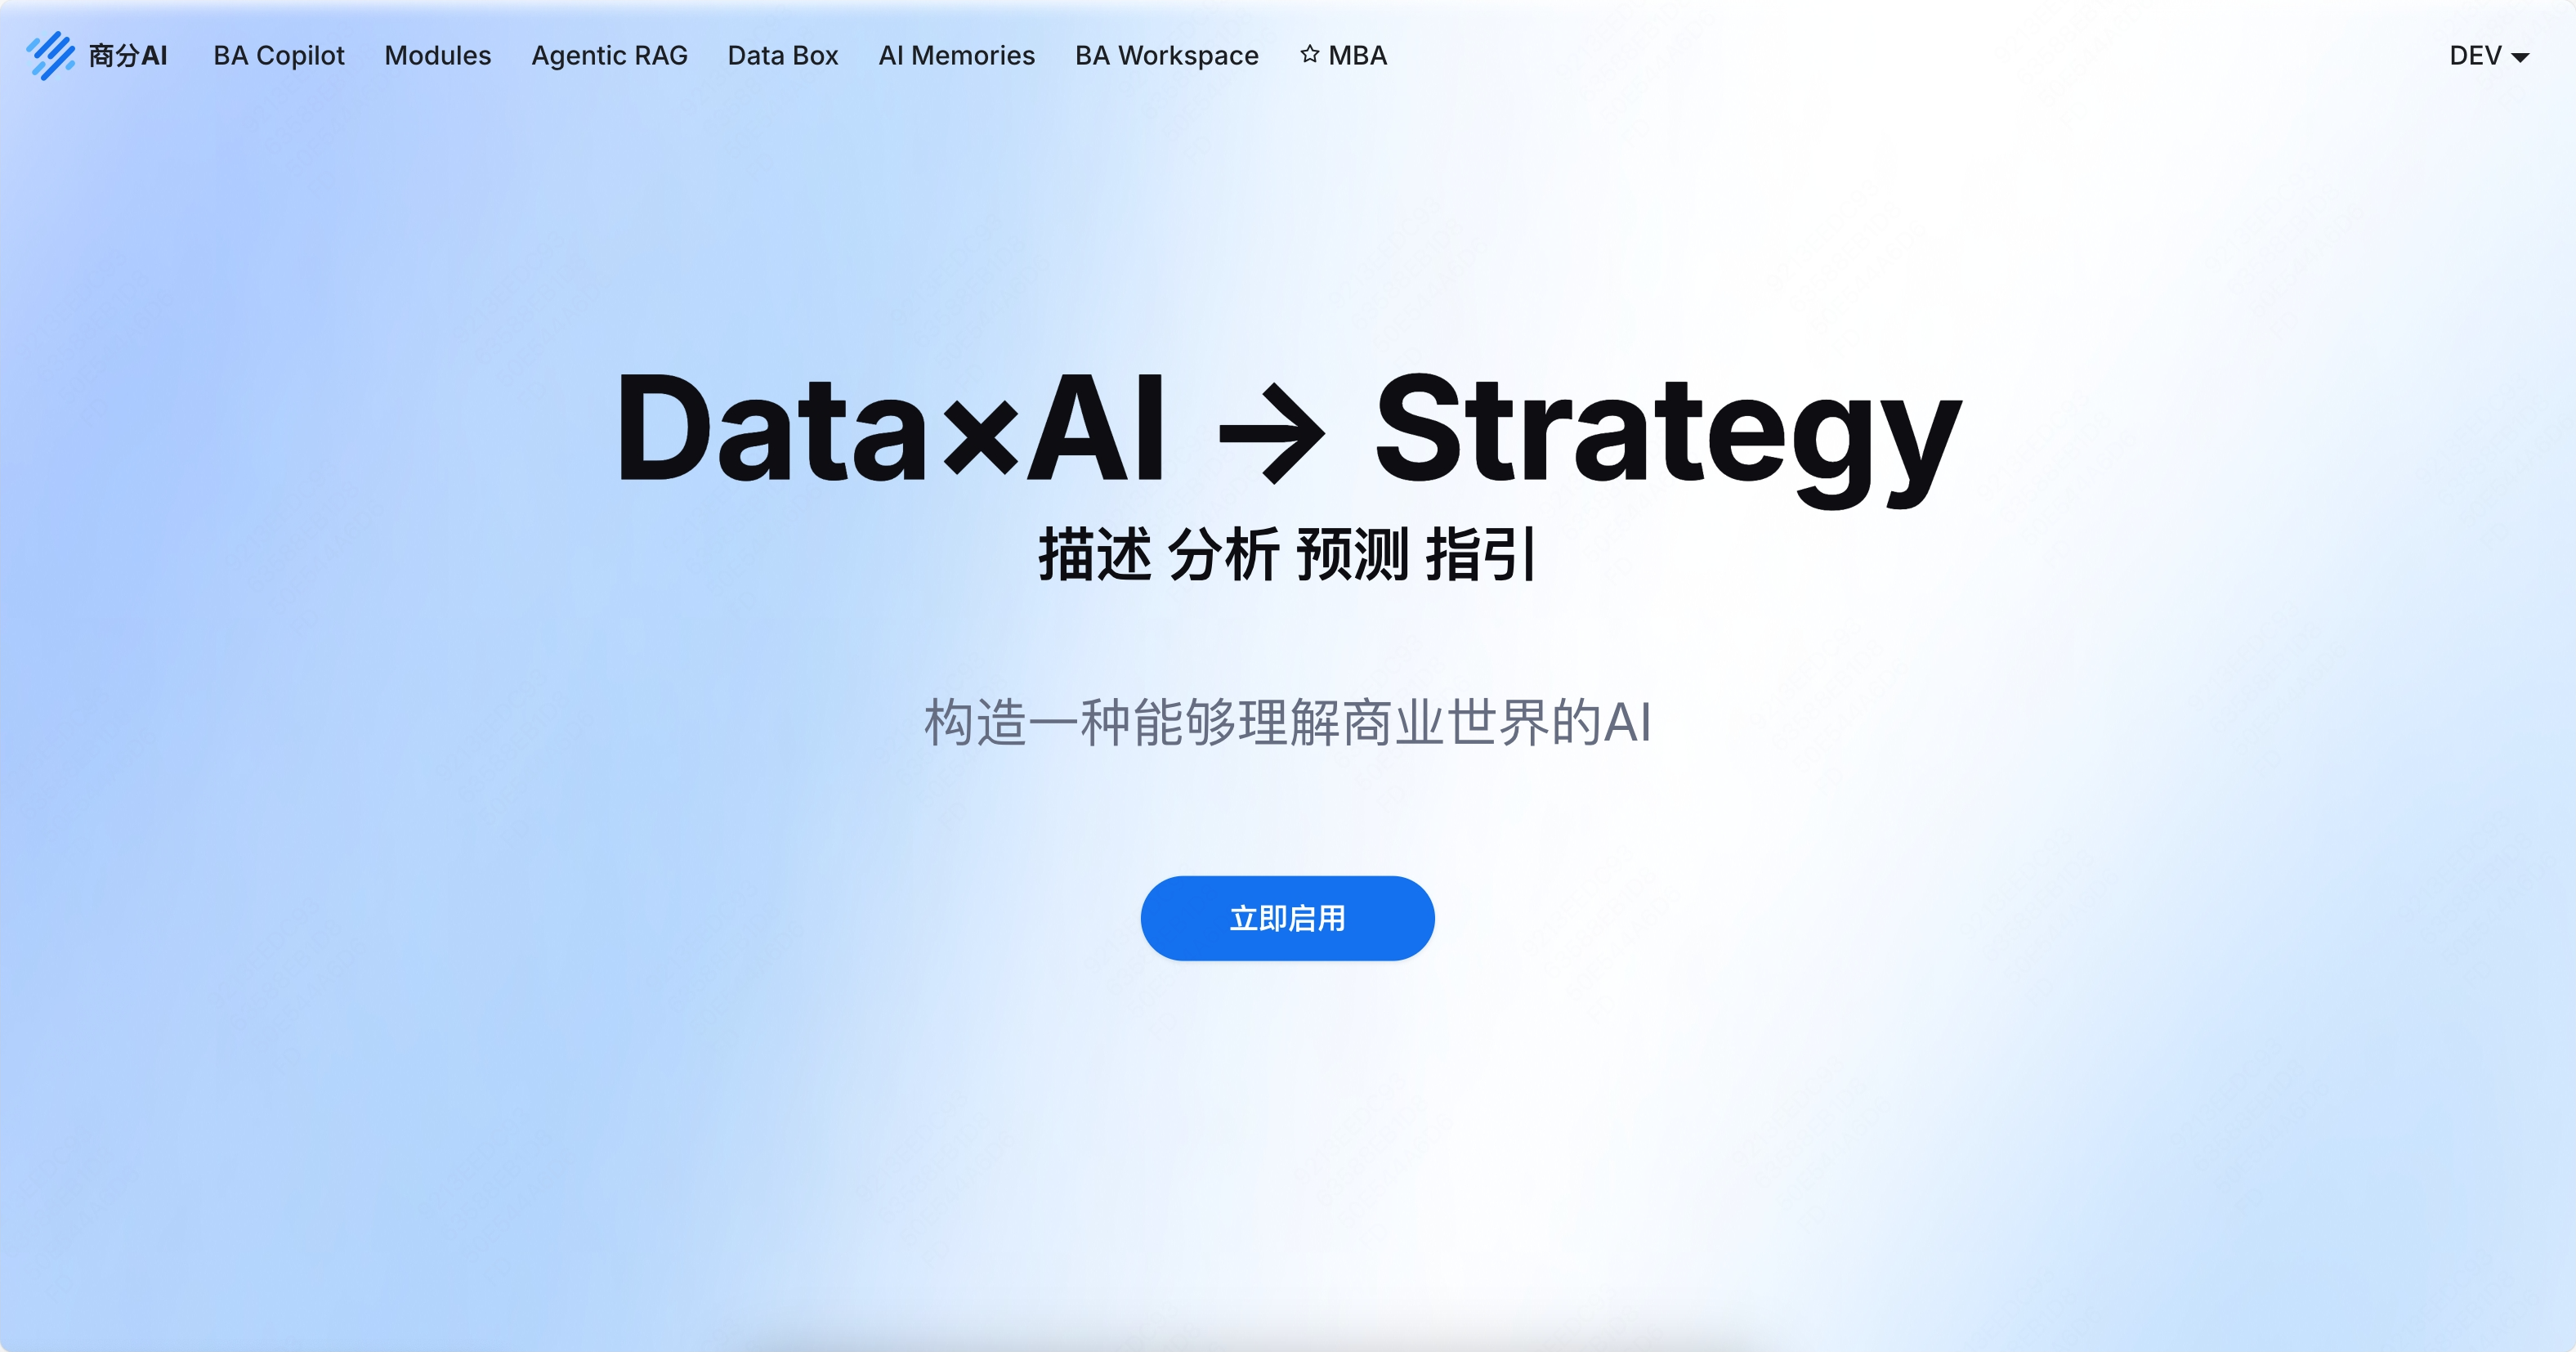 商分AI BA Copilot Modules Agentic RAG Data Box AI Memories BA Workspace ☆ MBA DEV
Data×AI → Strategy
描述 分析 预测 指引
构造一种能够理解商业世界的AI
立即启用